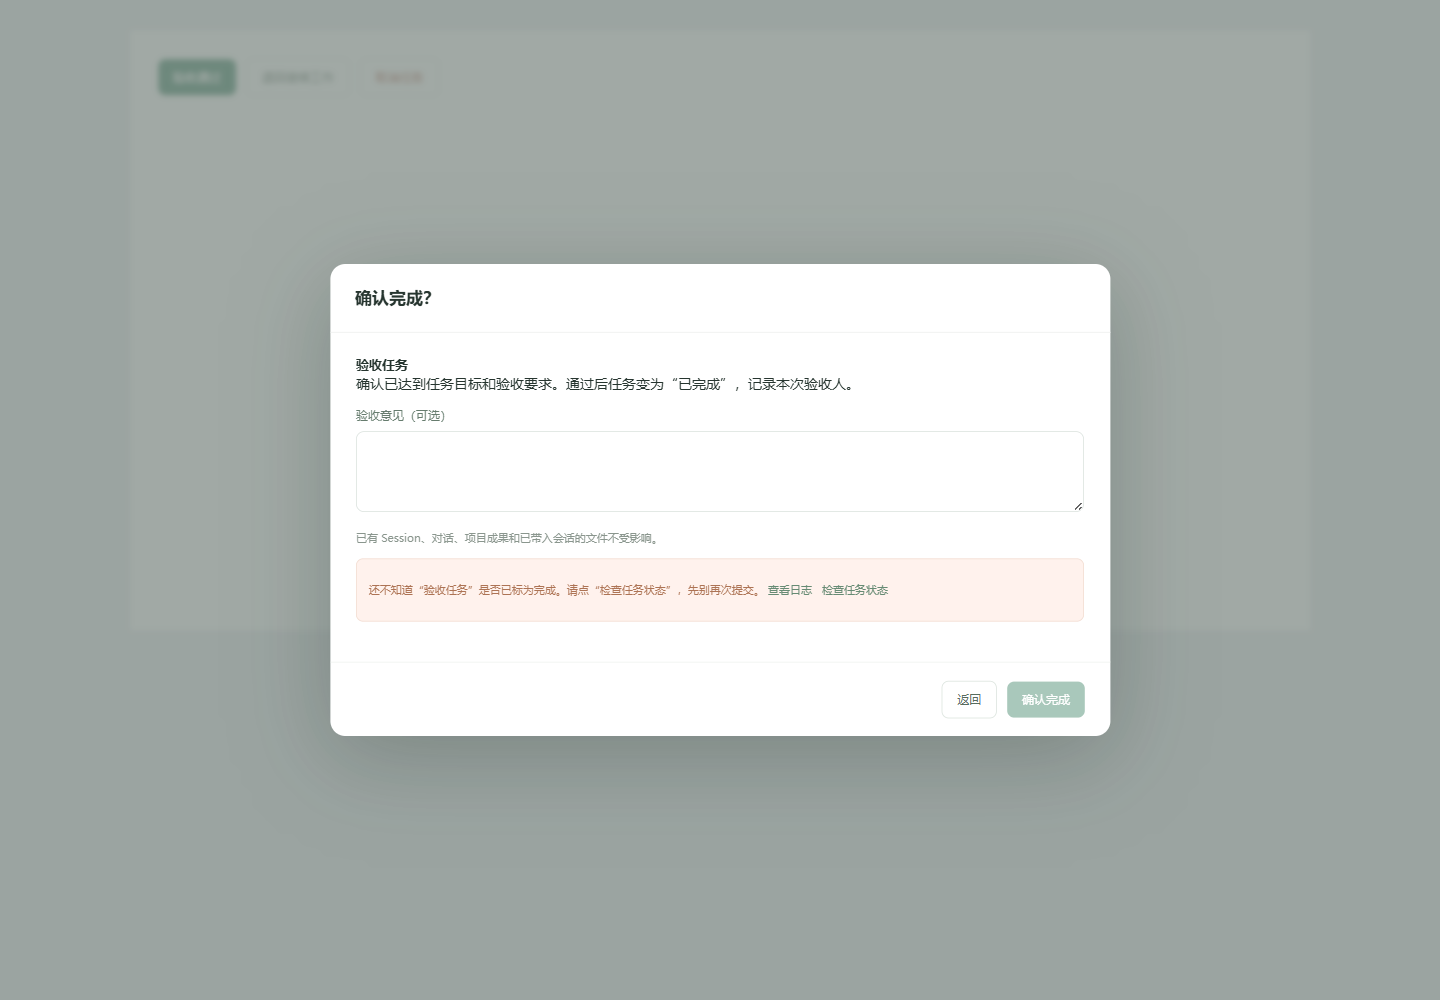 确认完成?
验收任务
确认已达到任务目标和验收要求。通过后任务变为“已完成”，记录本次验收人。
验收意见（可选）
已有 Session、对话、项目成果和已带入会话的文件不受影响。
还不知道“验收任务”是否已标为完成。请点“检查任务状态”，先别再次提交。 查看日志 检查任务状态
返回 确认完成